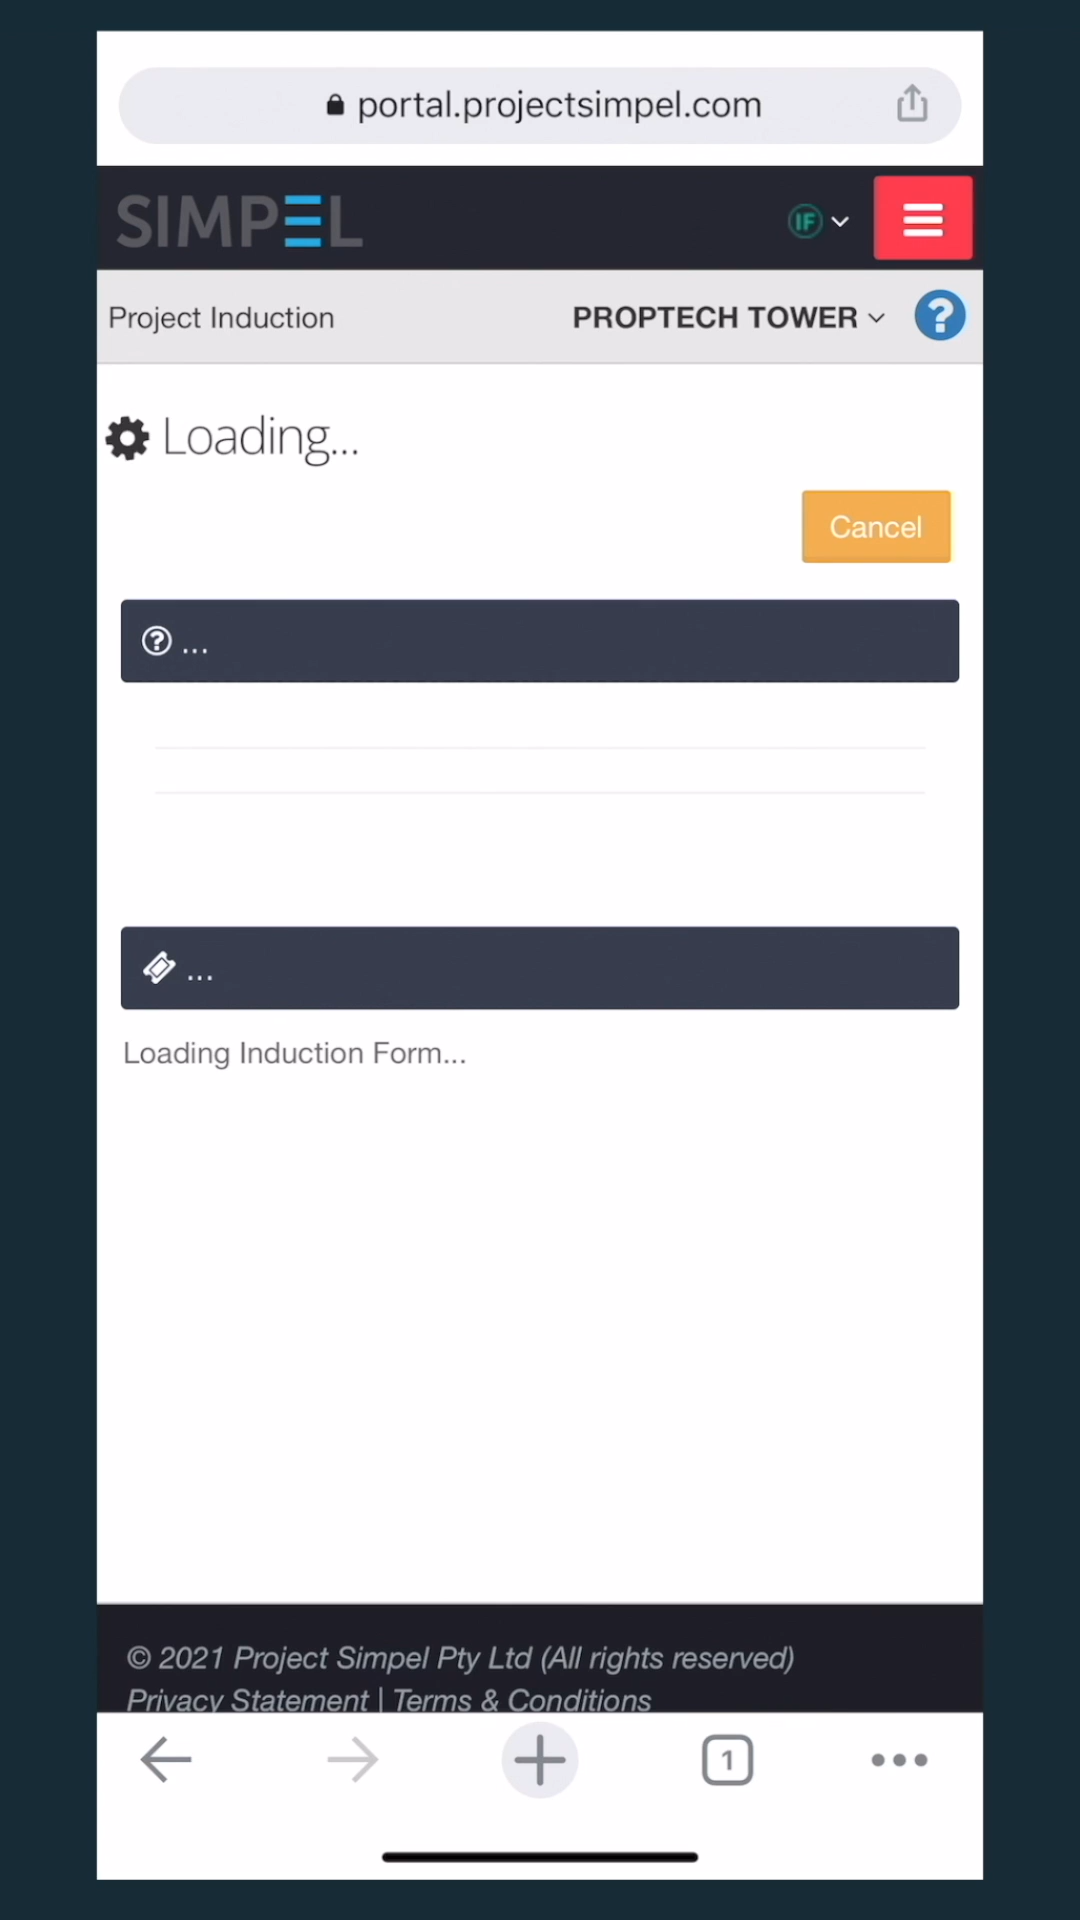 portal.projectsimpel.com
SIMPEL
IF
Project Induction
PROPTECH TOWER
?
Loading...
Cancel
? ...
...
Loading Induction Form...
© 2021 Project Simpel Pty Ltd (All rights reserved)
Privacy Statement | Terms & Conditions
1